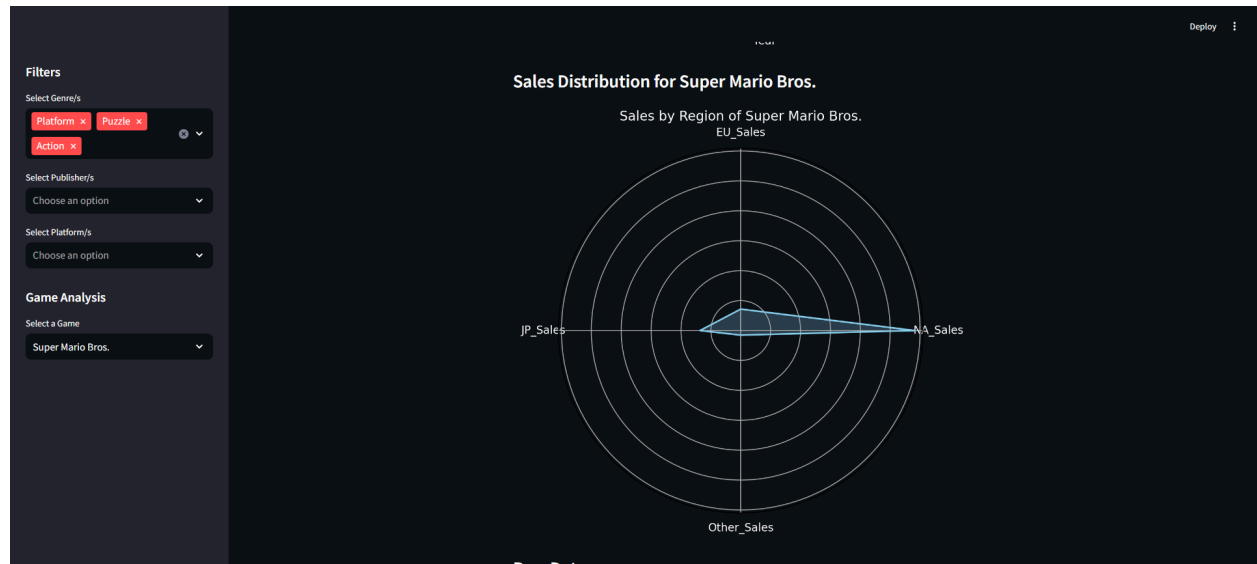 Deploy
Filters
Select Genre/s
Platform × Puzzle ×
Action ×
Select Publisher/s
Choose an option
Select Platform/s
Choose an option
Game Analysis
Select a Game
Super Mario Bros.
Sales Distribution for Super Mario Bros.
Sales by Region of Super Mario Bros.
EU_Sales
JP_Sales
NA_Sales
Other_Sales